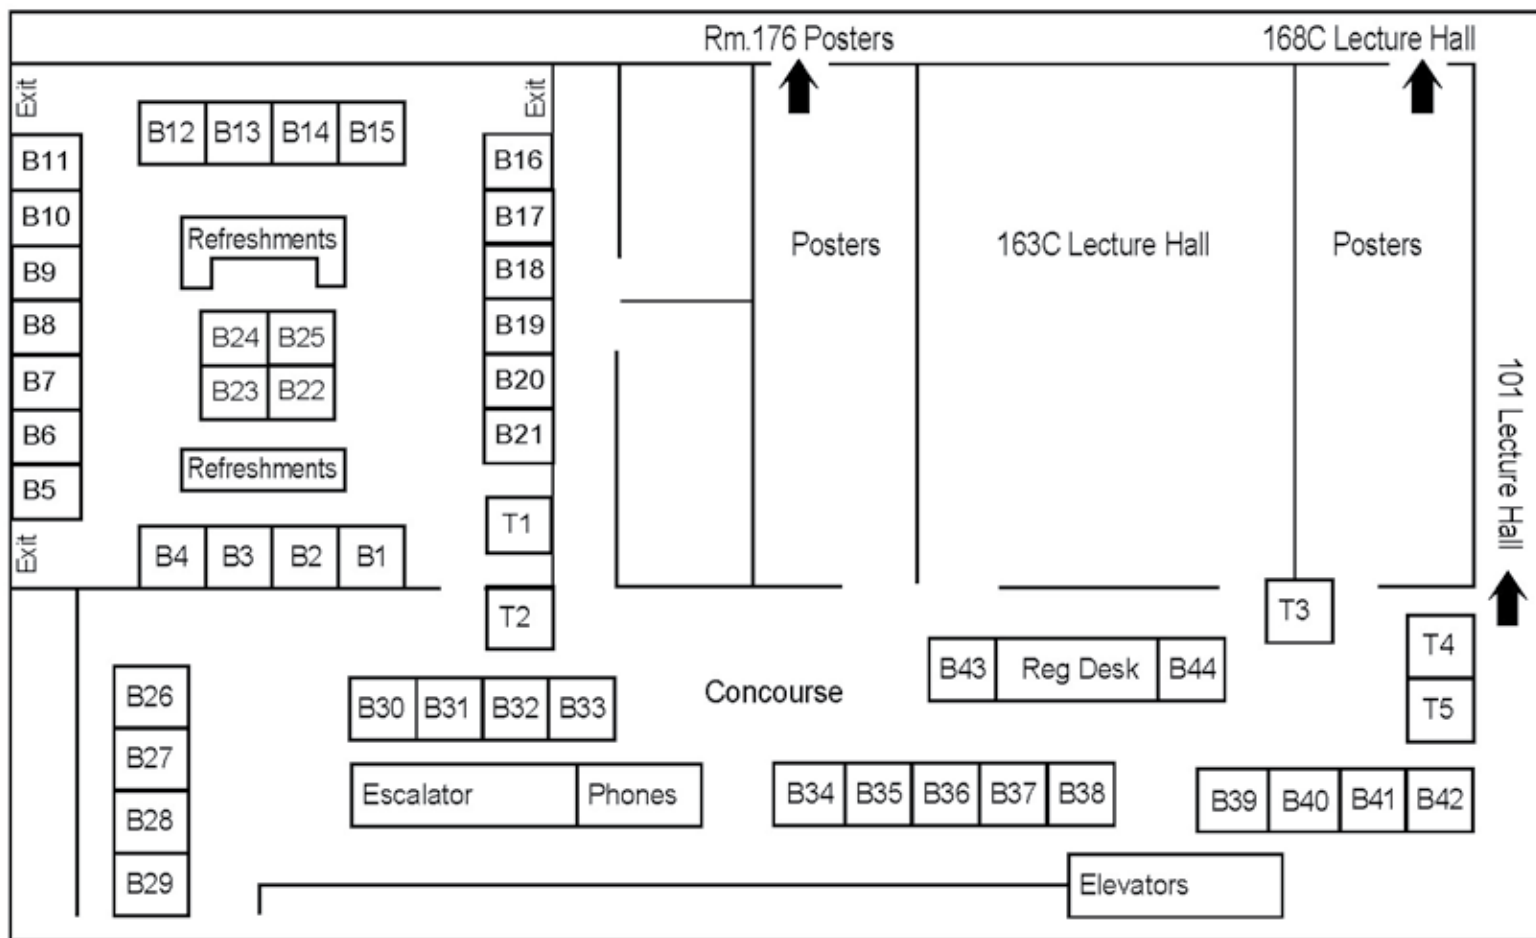 Rm.176 Posters
168C Lecture Hall
Exit
Exit
B12 B13 B14 B15
B11
B10
B9
B8
B7
B6
B5
Exit
Refreshments
B24 B25
B23 B22
Refreshments
B4 B3 B2 B1
B16
B17
B18
B19
B20
B21
T1
T2
Posters
163C Lecture Hall
Posters
101 Lecture Hall
T3
T4
T5
B43 Reg Desk B44
Concourse
B26
B27
B28
B29
B30 B31 B32 B33
Escalator Phones
B34 B35 B36 B37 B38
B39 B40 B41 B42
Elevators